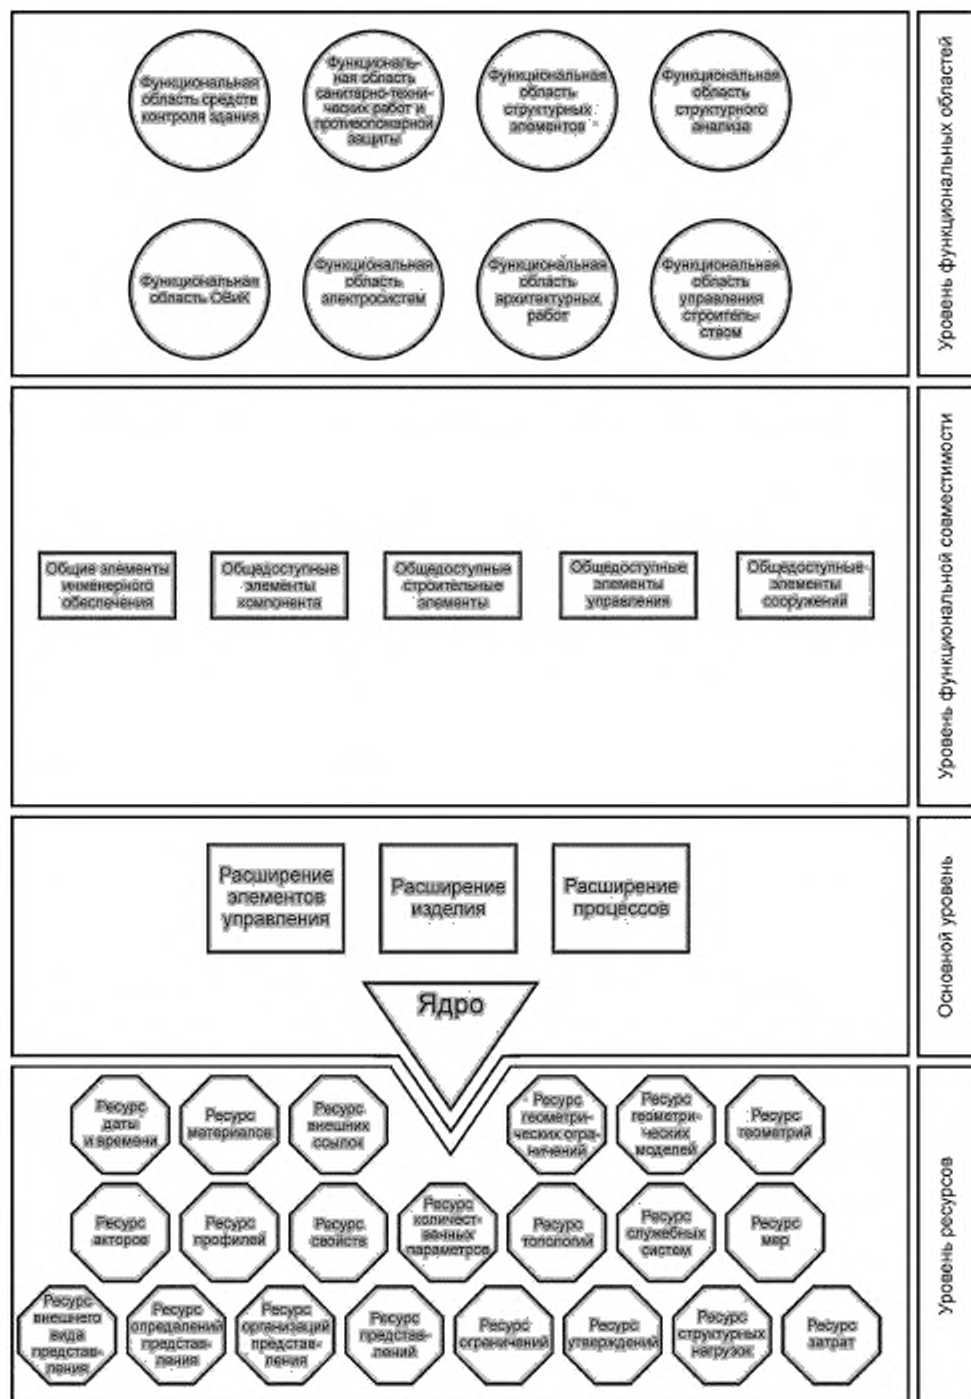 Функциональная
область средств
контроля здания
Функциональ-
ная область
санитарно-техни-
ческих работ и
противопожарной
защиты
Функциональная
область
структурных
элементов
Функциональная
область
структурного
анализа
Функциональная
область ОВиК
Функциональная
область
электросистем
Функциональная
область
архитектурных
работ
Функциональная
область
управления
строитель-
ством
Уровень функциональных областей
Общие элементы
инженерного
обеспечения
Общедоступные
элементы
компонента
Общедоступные
строительные
элементы
Общедоступные
элементы
управления
Общедоступные
элементы
сооружений
Уровень функциональной совместимости
Расширение
элементов
управления
Расширение
изделия
Расширение
процессов
Ядро
Основной уровень
Ресурс
даты
и времени
Ресурс
материалов
Ресурс
внешних
ссылок
Ресурс
геометри-
ческих огра-
ничений
Ресурс
геометри-
ческих
моделей
Ресурс
геометрий
Ресурс
акторов
Ресурс
профилей
Ресурс
свойств
Ресурс
количест-
венных
параметров
Ресурс
топологий
Ресурс
служебных
систем
Ресурс
мер
Ресурс
внешнего
вида
представ-
ления
Ресурс
определений
представ-
ления
Ресурс
организаций
представ-
ления
Ресурс
представ-
лений
Ресурс
ограничений
Ресурс
утверждений
Ресурс
структурных
нагрузок
Ресурс
затрат
Уровень ресурсов